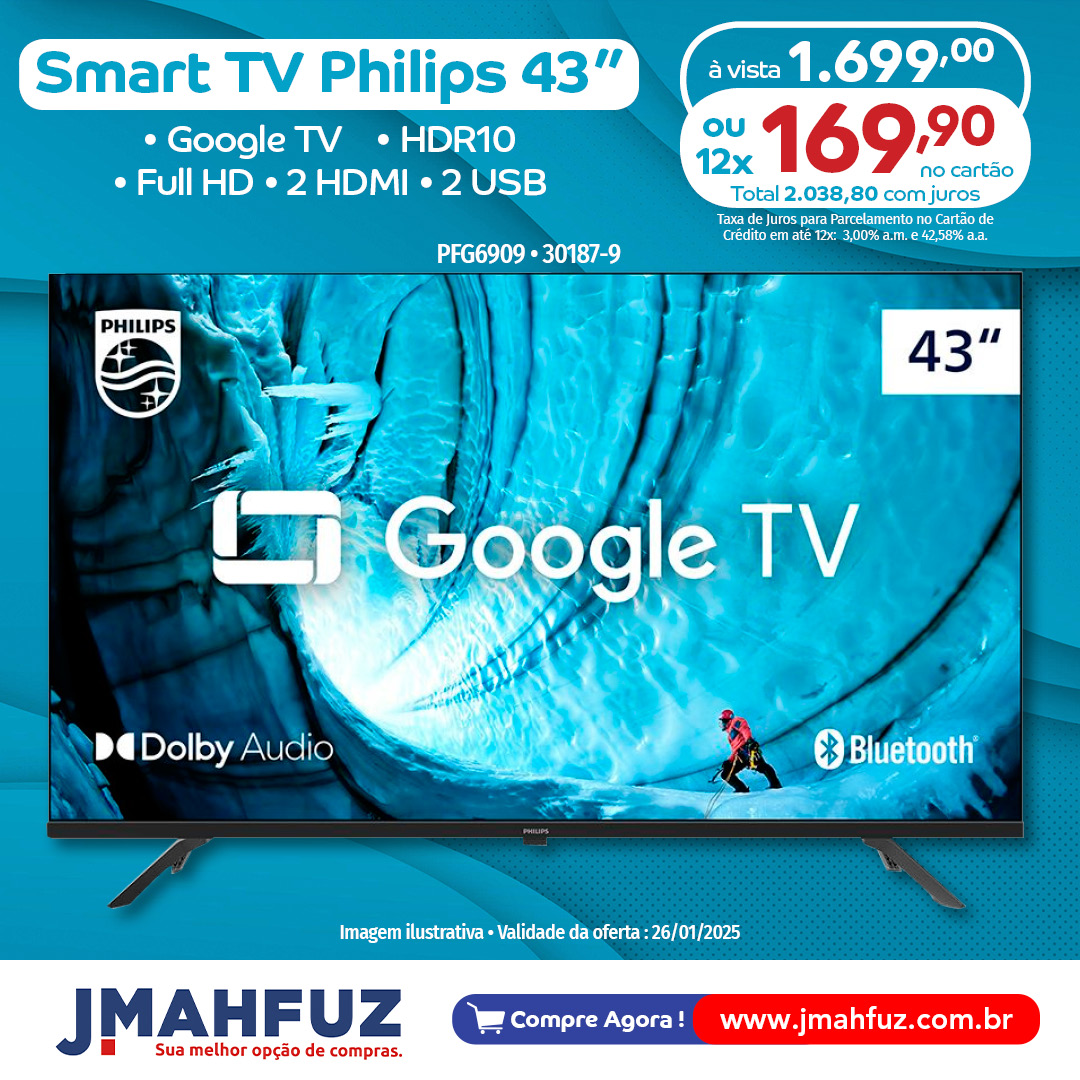 Smart TV Philips 43”
• Google TV • HDR10
• Full HD • 2 HDMI • 2 USB
à vista 1.699,00
ou 12x 169,90 no cartão
Total 2.038,80 com juros
Taxa de Juros para Parcelamento no Cartão de
Crédito em até 12x: 3,00% a.m. e 42,58% a.a.
PFG6909 • 30187-9
PHILIPS
43“
Google TV
Dolby Audio
Bluetooth®
PHILIPS
Imagem ilustrativa • Validade da oferta : 26/01/2025
JMAHFUZ
Sua melhor opção de compras.
Compre Agora !
www.jmahfuz.com.br